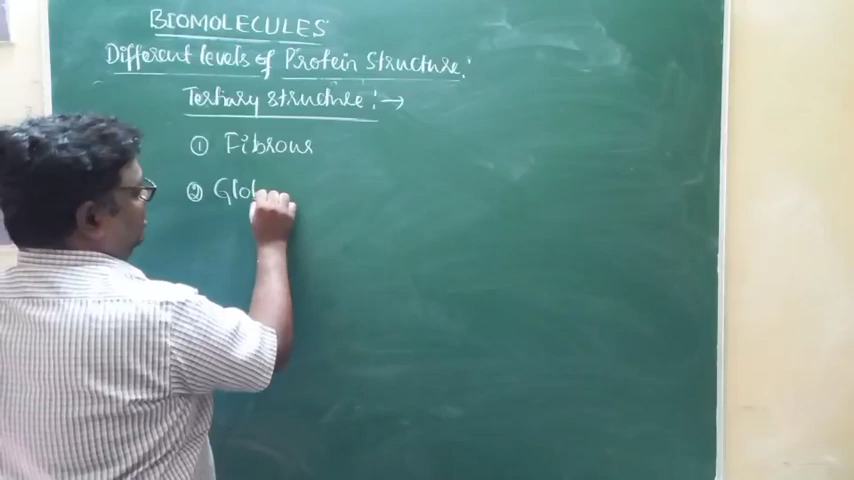 BIOMOLECULES
Different levels of Protein Structure:
Tertiary structure :→
① Fibrous
② Glob